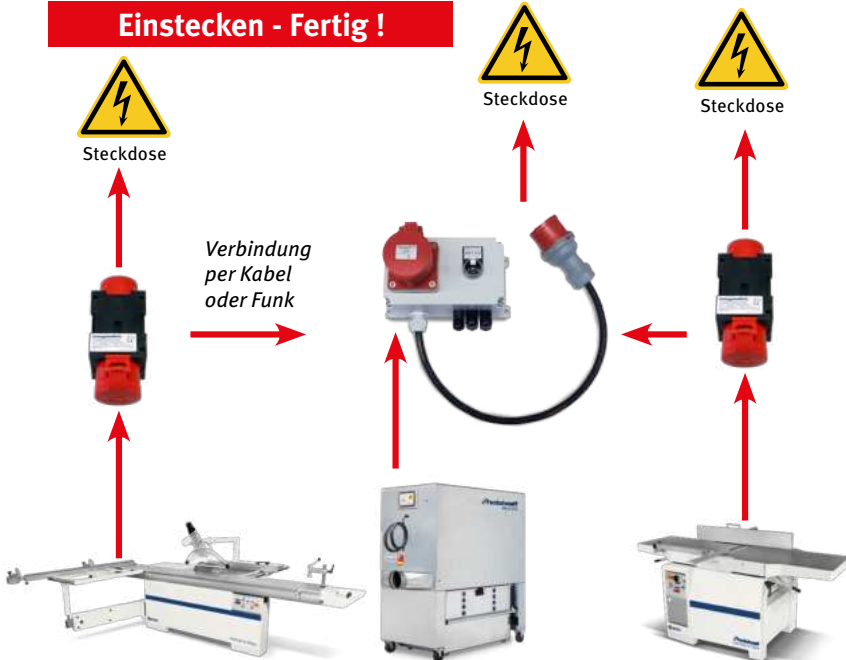 Einstecken - Fertig !
Steckdose
Steckdose
Steckdose
Verbindung
per Kabel
oder Funk